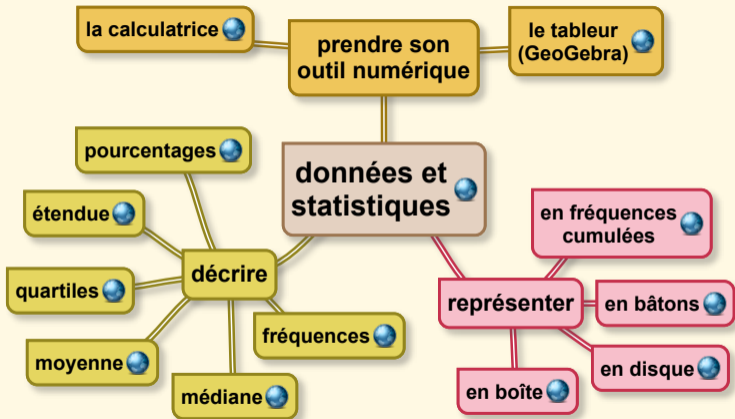 la calculatrice
prendre son
outil numérique
le tableur
(GeoGebra)
données et
statistiques
pourcentages
étendue
quartiles
moyenne
médiane
fréquences
décrire
représenter
en fréquences
cumulées
en bâtons
en disque
en boîte